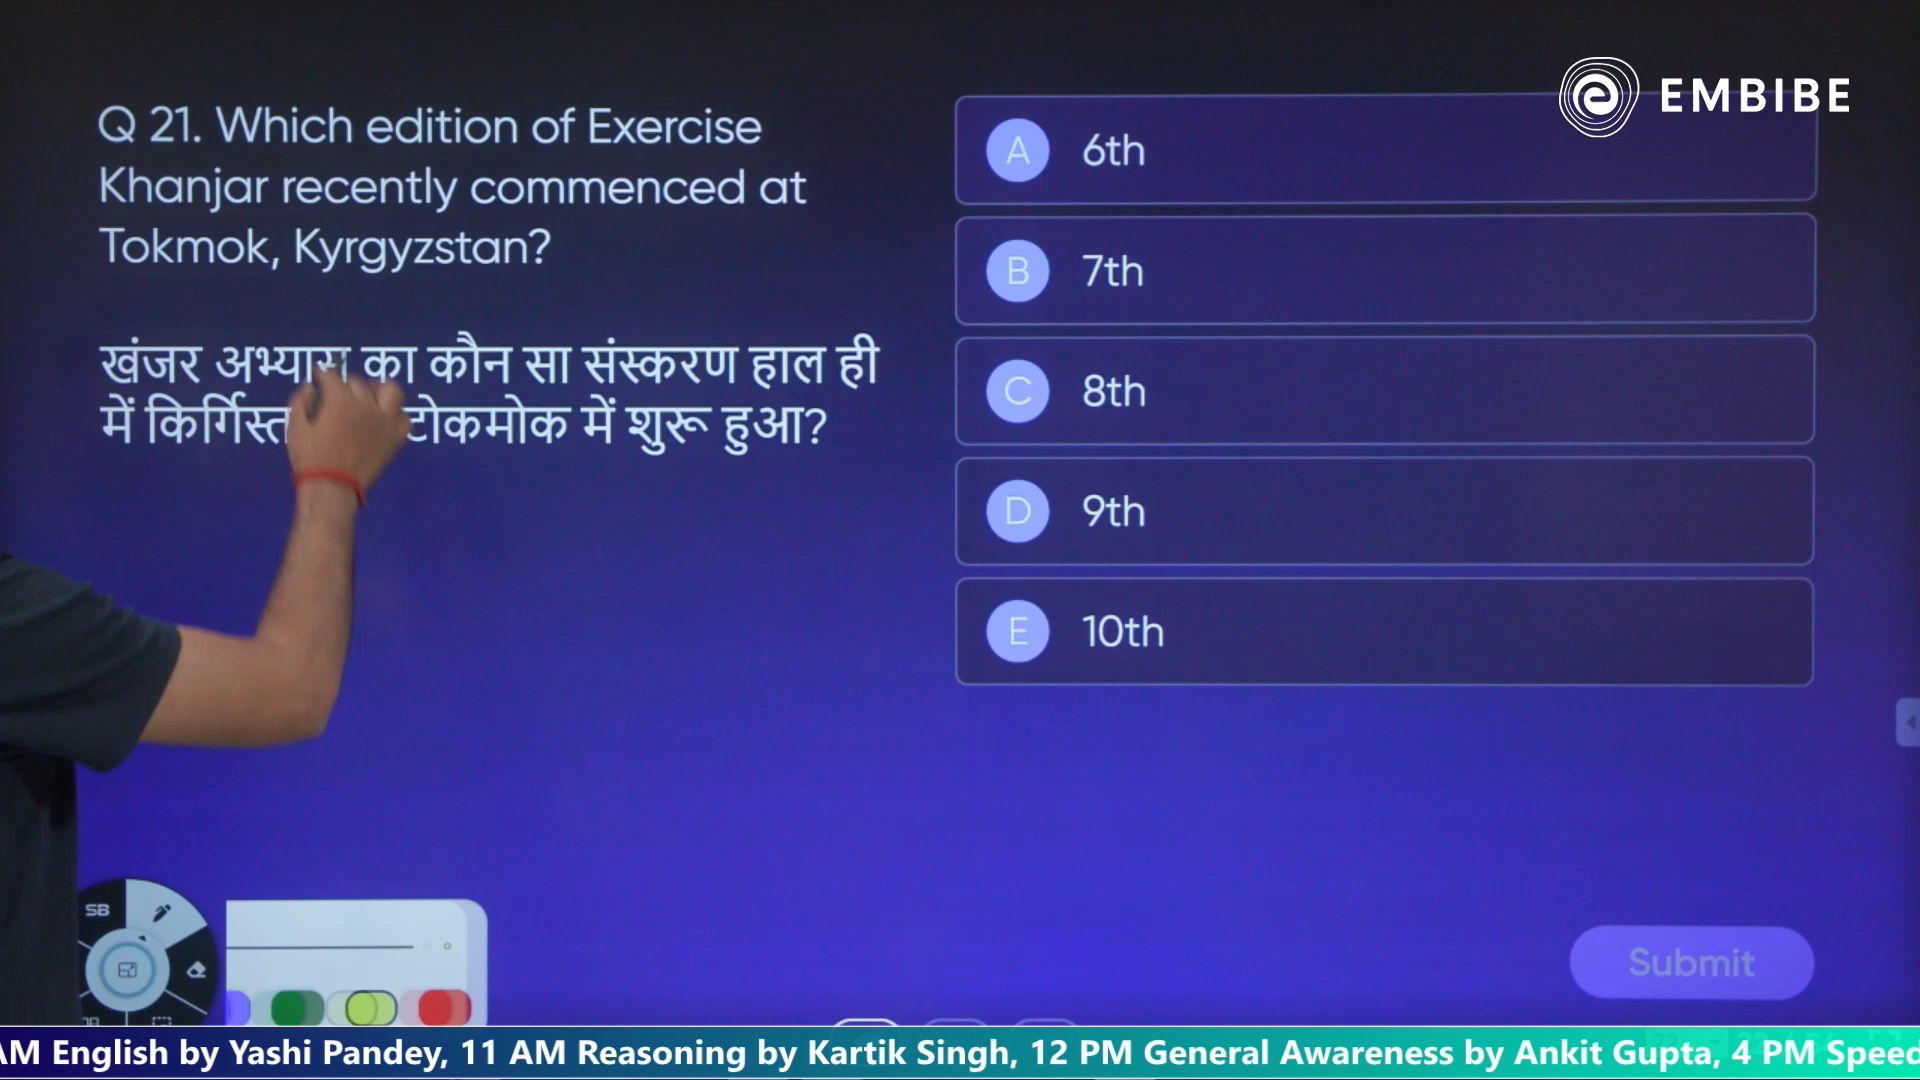 EMBIBE
Q 21. Which edition of Exercise
Khanjar recently commenced at
Tokmok, Kyrgyzstan?
खंजर अभ्यास का कौन सा संस्करण हाल ही
में टोकमोक में शुरू हुआ?
A 6th
B 7th
C 8th
D 9th
E 10th
SB
Submit
AM English by Yashi Pandey, 11 AM Reasoning by Kartik Singh, 12 PM General Awareness by Ankit Gupta, 4 PM Speed